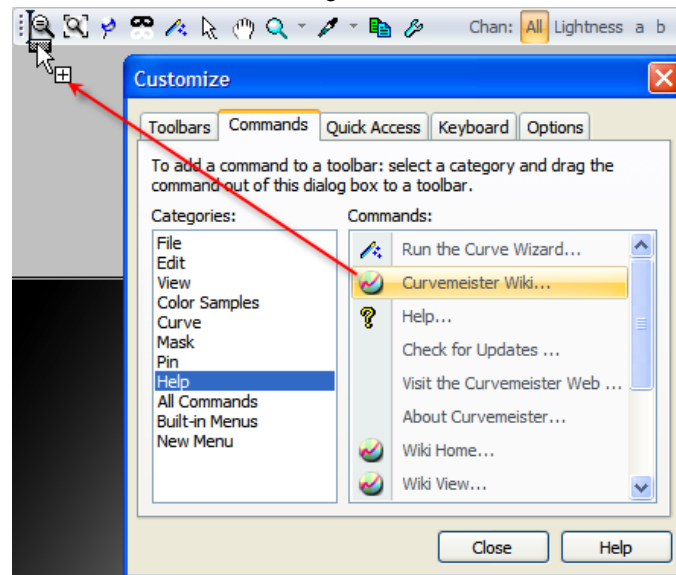 Chan: All Lightness a b
Customize
Toolbars Commands Quick Access Keyboard Options
To add a command to a toolbar: select a category and drag the
command out of this dialog box to a toolbar.
Categories:
File
Edit
View
Color Samples
Curve
Mask
Pin
Help
All Commands
Built-in Menus
New Menu
Commands:
Run the Curve Wizard...
Curvemeister Wiki...
Help...
Check for Updates ...
Visit the Curvemeister Web ...
About Curvemeister...
Wiki Home...
Wiki View...
Close Help